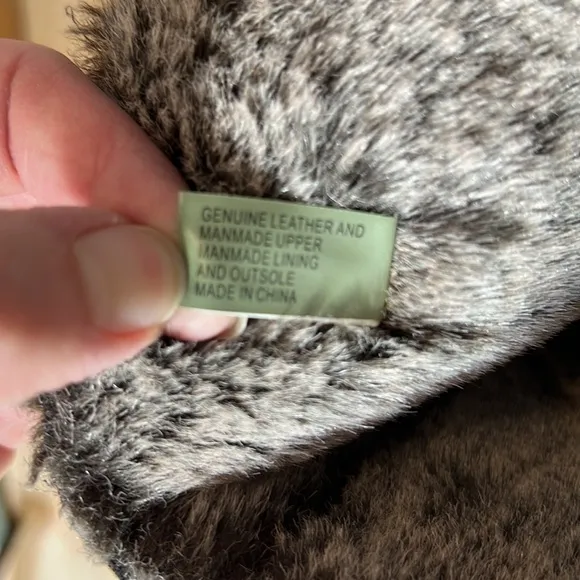 GENUINE LEATHER AND
MANMADE UPPER
MANMADE LINING
AND OUTSOLE
MADE IN CHINA